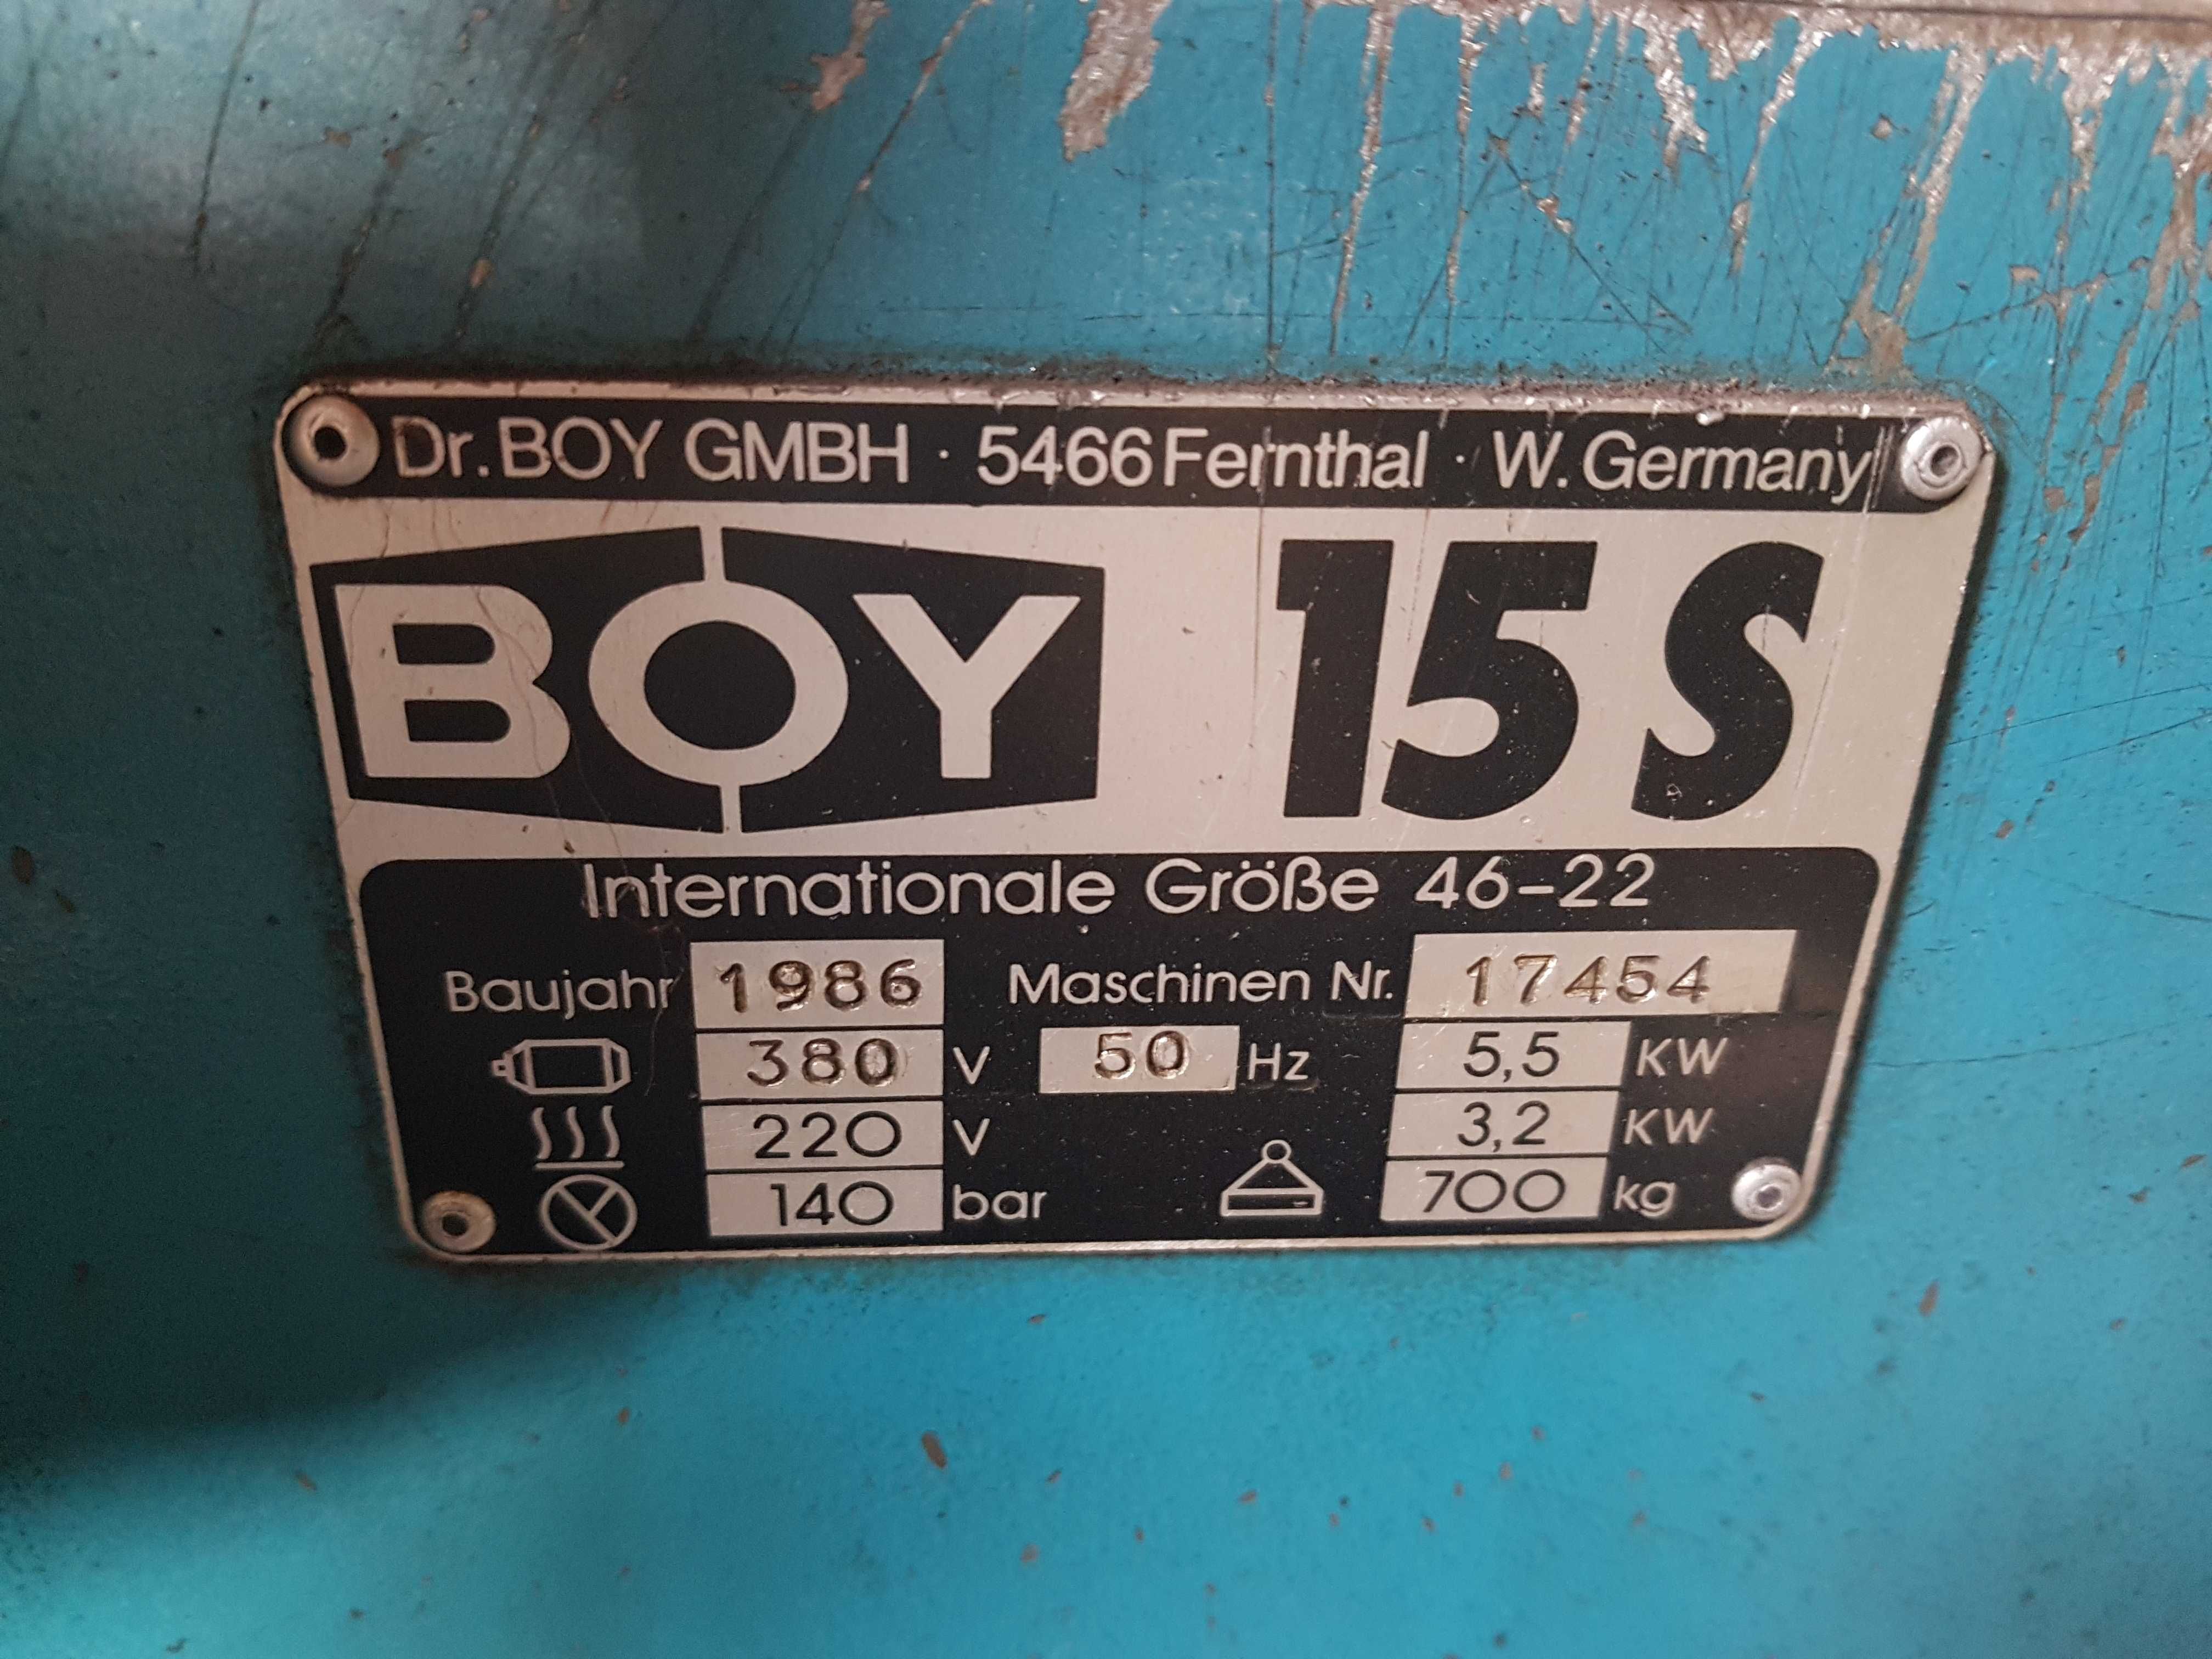 Dr. BOY GMBH · 5466 Fernthal · W. Germany
BOY 15 S
Internationale Größe 46-22
Baujahr 1986 Maschinen Nr. 17454
380 V 50 Hz 5,5 KW
220 V 3,2 KW
140 bar 700 kg